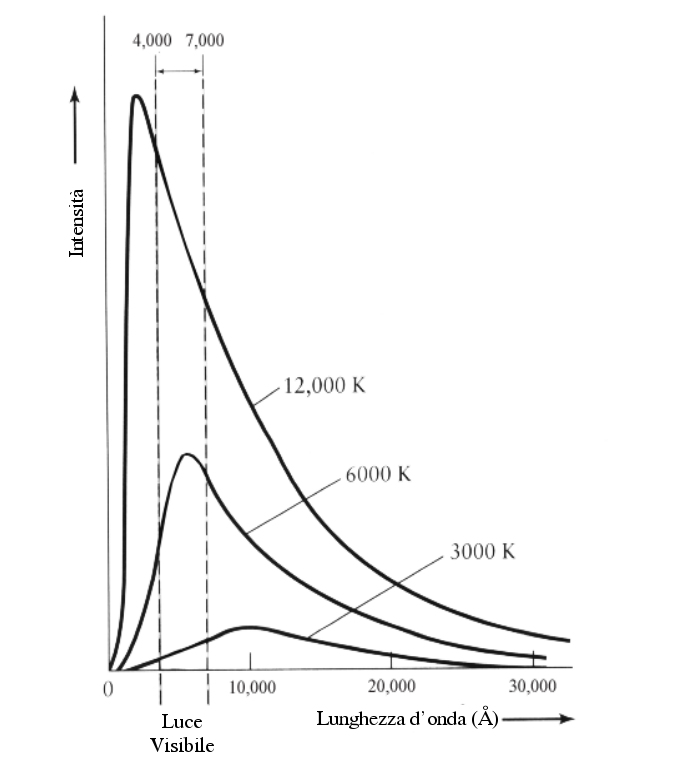 4,000 7,000
Intensità
12,000 K
6000 K
3000 K
0 10,000 20,000 30,000
Luce
Visibile
Lunghezza d'onda (Å)